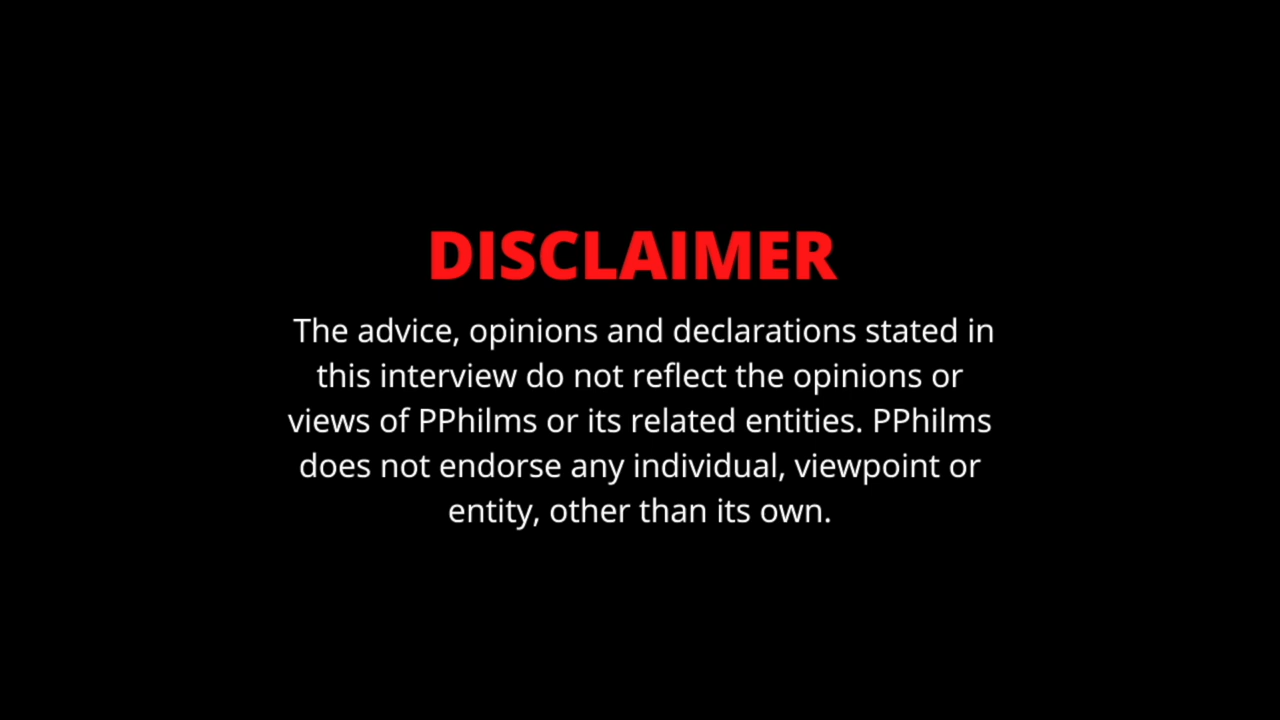 DISCLAIMER
The advice, opinions and declarations stated in
this interview do not reflect the opinions or
views of PPhilms or its related entities. PPhilms
does not endorse any individual, viewpoint or
entity, other than its own.